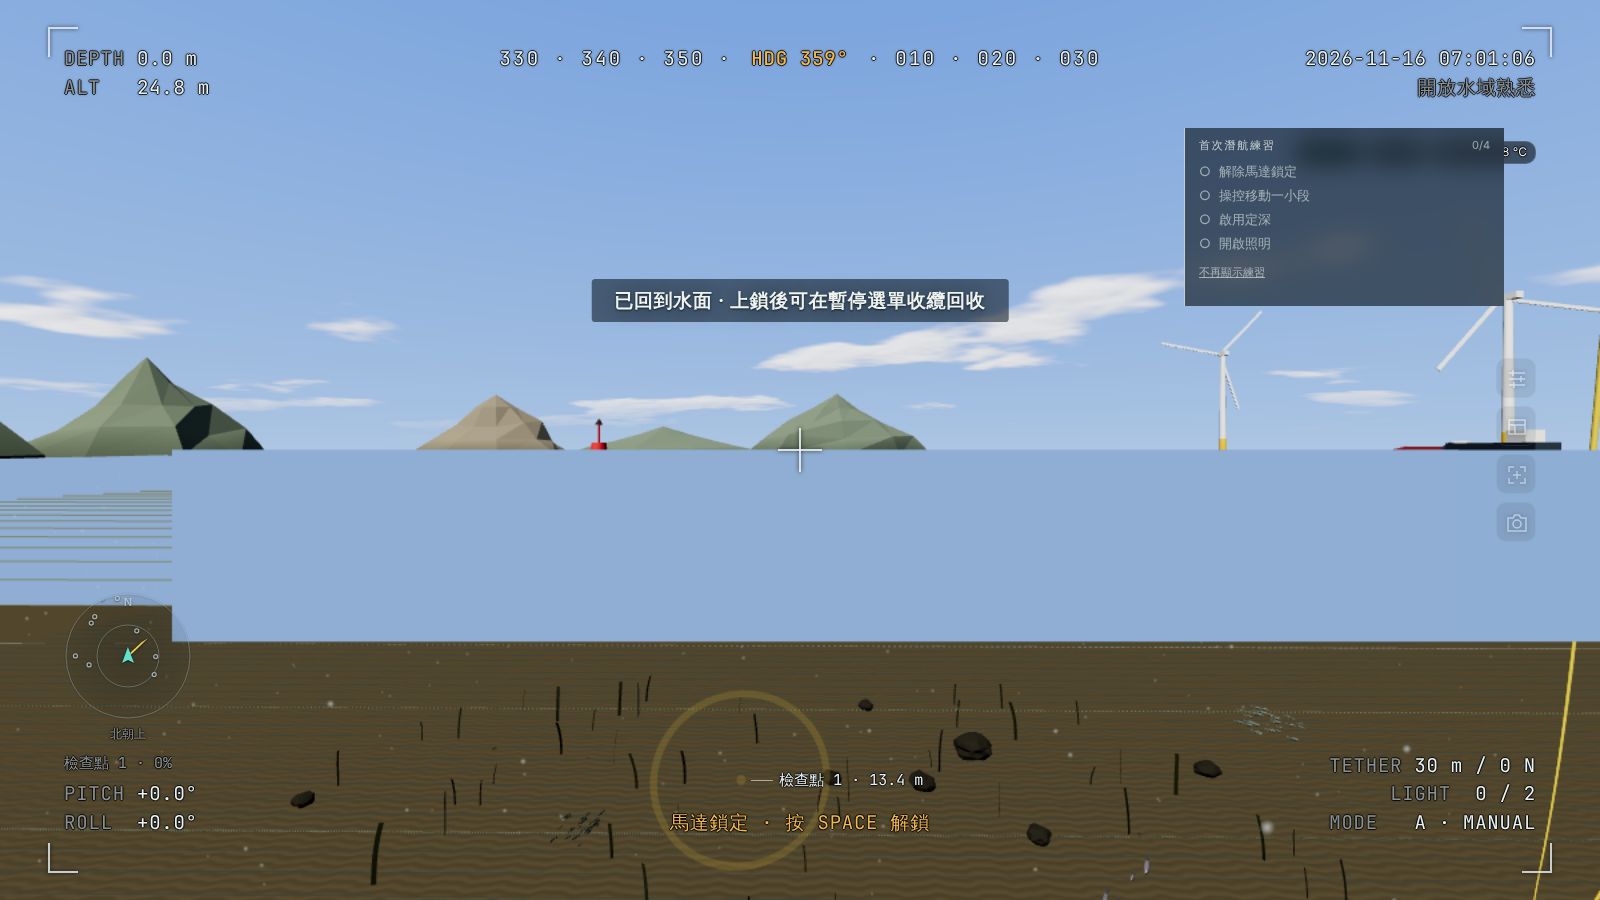 DEPTH 0.0 m
ALT 24.8 m
330 · 340 · 350 · HDG 359° · 010 · 020 · 030
2026-11-16 07:01:06
開放水域熟悉
8 °C
首次潛航練習 0/4
解除馬達鎖定
操控移動一小段
啟用定深
開啟照明
不再顯示練習
已回到水面 · 上鎖後可在暫停選單收纜回收
N
北朝上
檢查點 1 · 0%
PITCH +0.0°
ROLL +0.0°
檢查點 1 · 13.4 m
馬達鎖定 · 按 SPACE 解鎖
TETHER 30 m / 0 N
LIGHT 0 / 2
MODE A · MANUAL